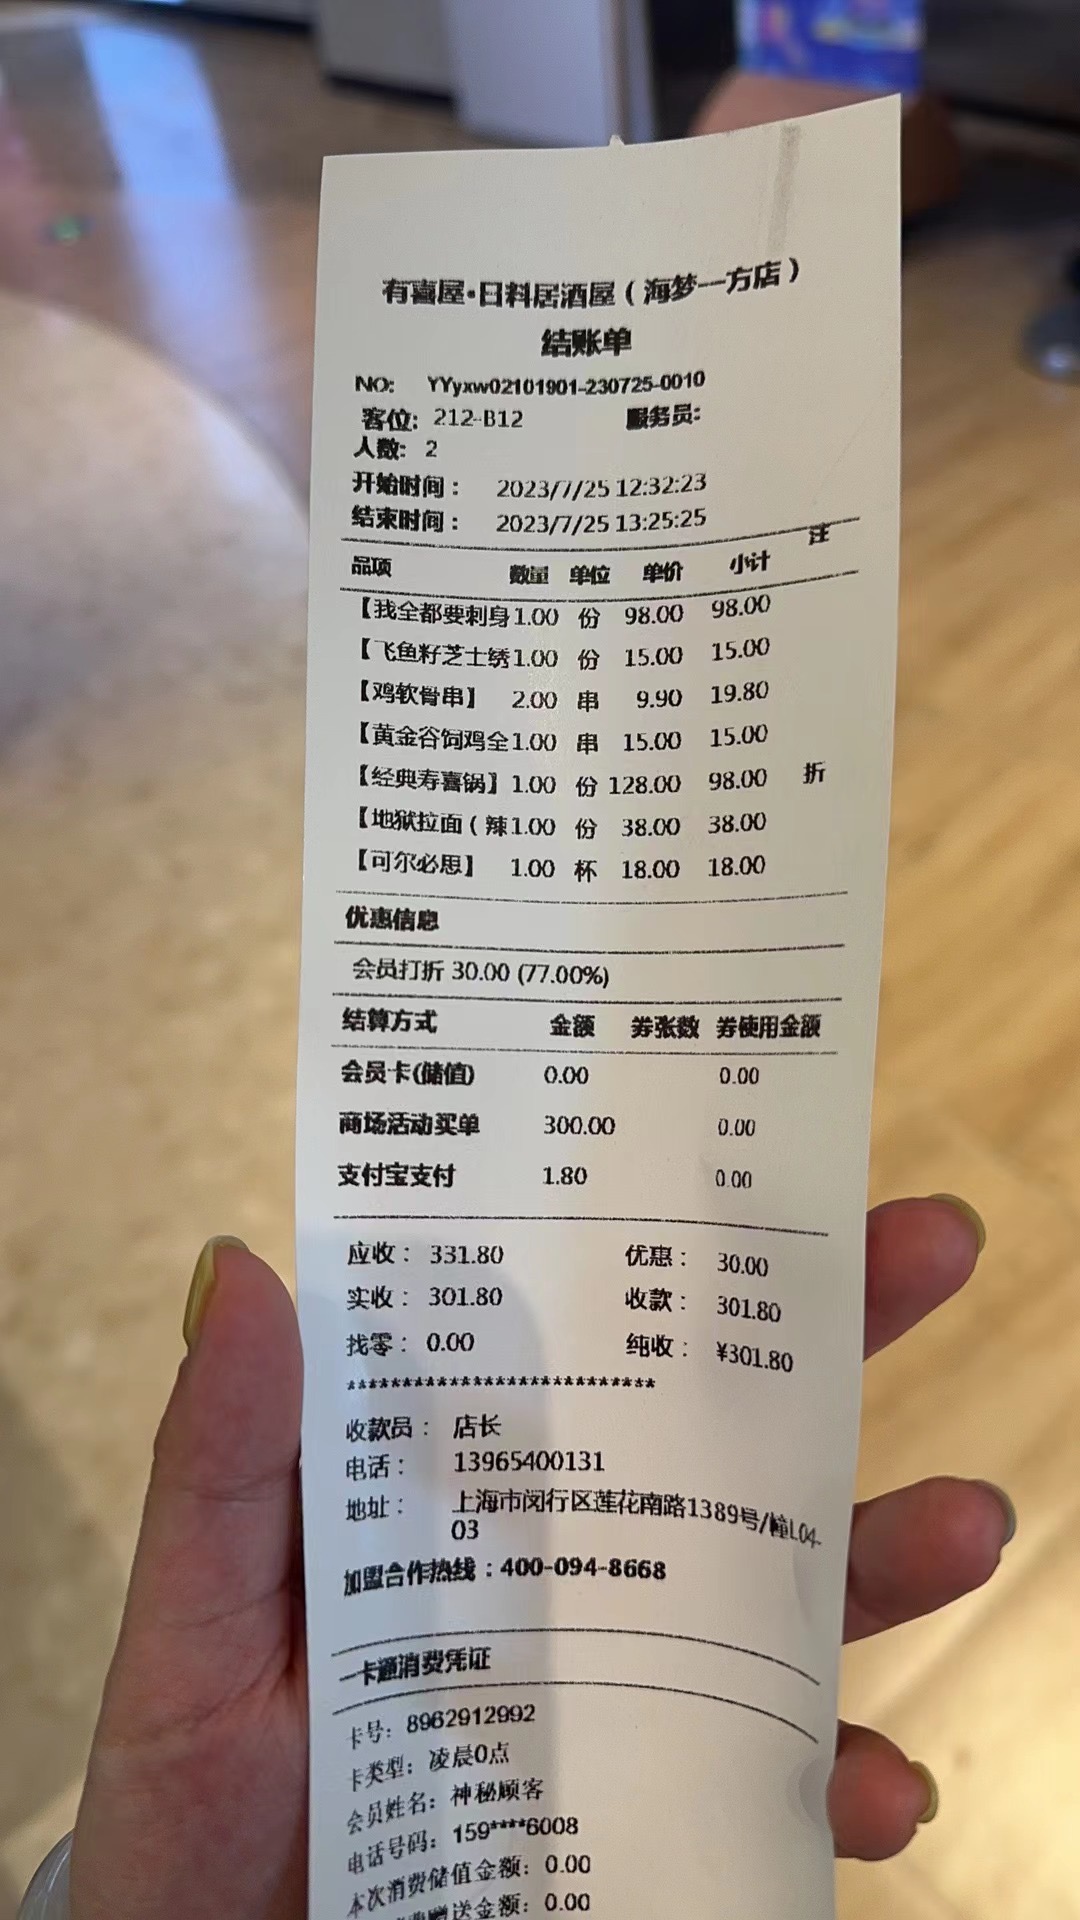 有喜屋·日料居酒屋（海梦一方店）
结账单
NO: YYyxw02101901-230725-0010
客位: 212-B12 服务员:
人数: 2
开始时间： 2023/7/25 12:32:23
结束时间： 2023/7/25 13:25:25
品项 数量 单位 单价 小计 注
【我全都要刺身 1.00 份 98.00 98.00
【飞鱼籽芝士绣 1.00 份 15.00 15.00
【鸡软骨串】 2.00 串 9.90 19.80
【黄金谷饲鸡全 1.00 串 15.00 15.00
【经典寿喜锅】 1.00 份 128.00 98.00 折
【地狱拉面（辣 1.00 份 38.00 38.00
【可尔必思】 1.00 杯 18.00 18.00
优惠信息
会员打折 30.00 (77.00%)
结算方式 金额 券张数 券使用金额
会员卡(储值) 0.00 0.00
商场活动买单 300.00 0.00
支付宝支付 1.80 0.00
应收： 331.80 优惠： 30.00
实收： 301.80 收款： 301.80
找零： 0.00 纯收： ¥301.80
***************************
收款员： 店长
电话： 13965400131
地址： 上海市闵行区莲花南路1389号/幢L04-
03
加盟合作热线：400-094-8668
一卡通消费凭证
卡号: 8962912992
卡类型: 凌晨0点
会员姓名: 神秘顾客
电话号码: 159****6008
本次消费储值金额: 0.00
消费赠送金额: 0.00